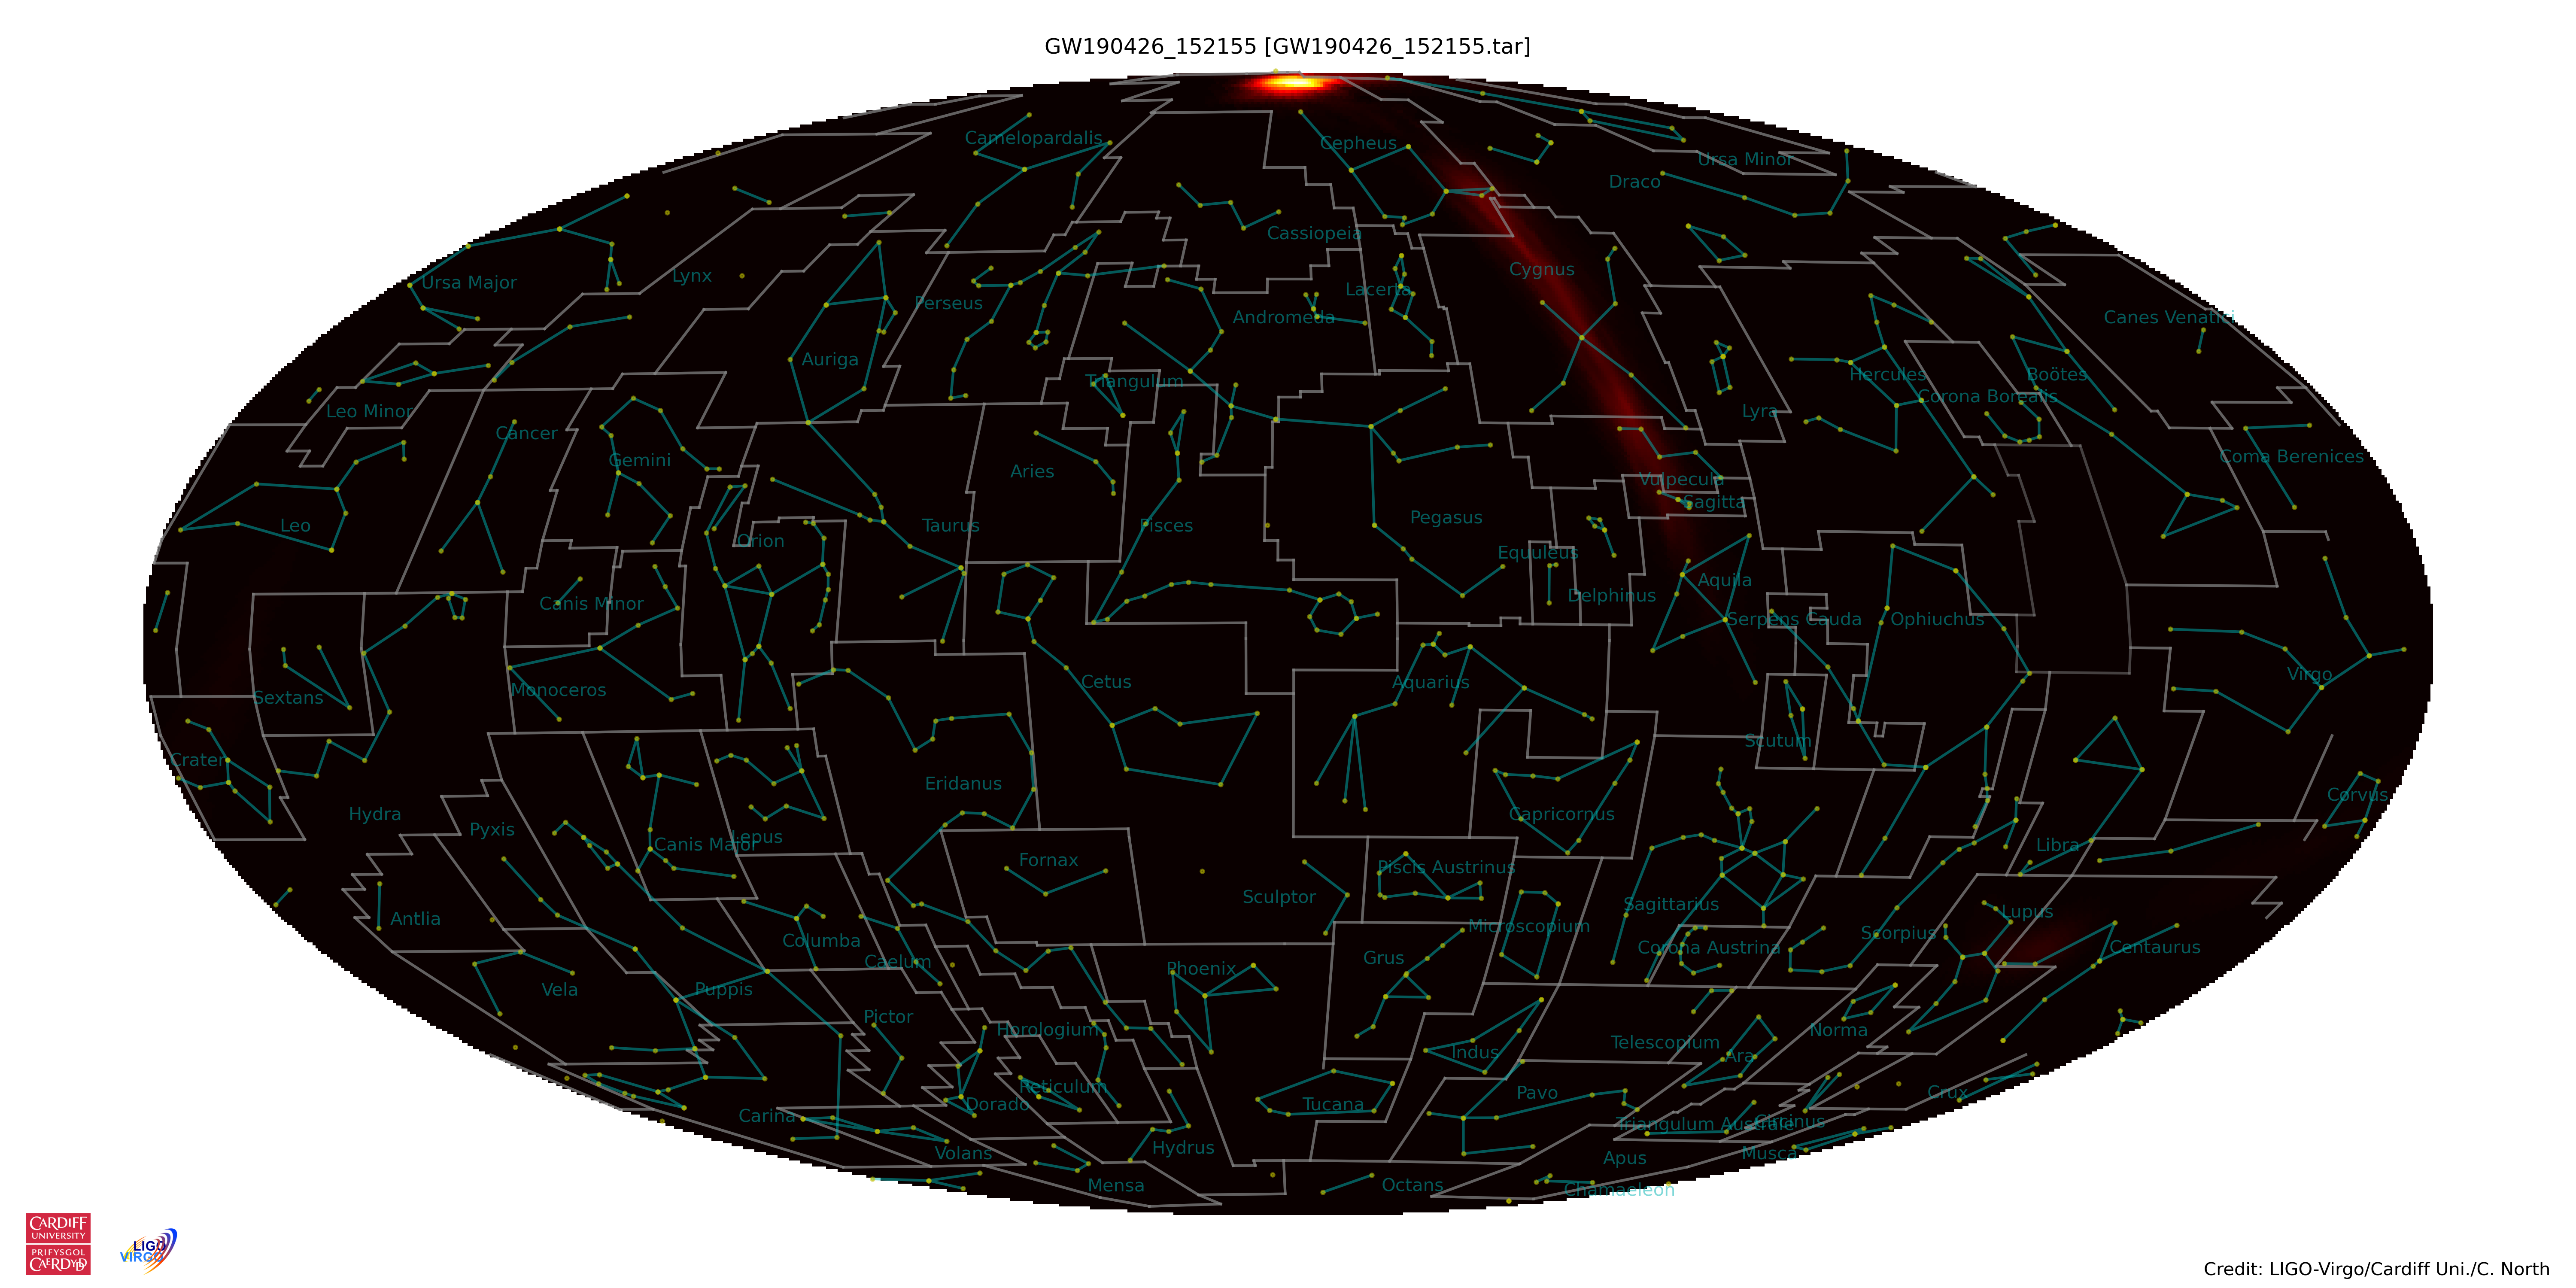 GW190426_152155 [GW190426_152155.tar]
Camelopardalis
Cepheus
Ursa Minor
Draco
Cassiopeia
Cygnus
Ursa Major
Lynx
Lacerta
Perseus
Andromeda
Canes Venatici
Auriga
Triangulum
Hercules
Boötes
Corona Borealis
Leo Minor
Lyra
Cancer
Gemini
Aries
Coma Berenices
Vulpecula
Sagitta
Leo
Orion
Taurus
Pisces
Pegasus
Equuleus
Aquila
Canis Minor
Delphinus
Serpens Cauda
Ophiuchus
Sextans
Monoceros
Cetus
Aquarius
Virgo
Crater
Scutum
Eridanus
Corvus
Hydra
Pyxis
Capricornus
Canis Major
Lepus
Libra
Fornax
Piscis Austrinus
Sculptor
Sagittarius
Antlia
Microscopium
Lupus
Columba
Corona Austrina
Scorpius
Centaurus
Caelum
Phoenix
Grus
Vela
Puppis
Pictor
Horologium
Norma
Telescopium
Indus
Ara
Reticulum
Pavo
Crux
Dorado
Tucana
Carina
Triangulum Australe
Circinus
Volans
Hydrus
Apus
Musca
Mensa
Octans
Chamaeleon
CARDIFF
UNIVERSITY
PRIFYSGOL
CAERDYDD
LIGO
VIRGO
Credit: LIGO-Virgo/Cardiff Uni./C. North